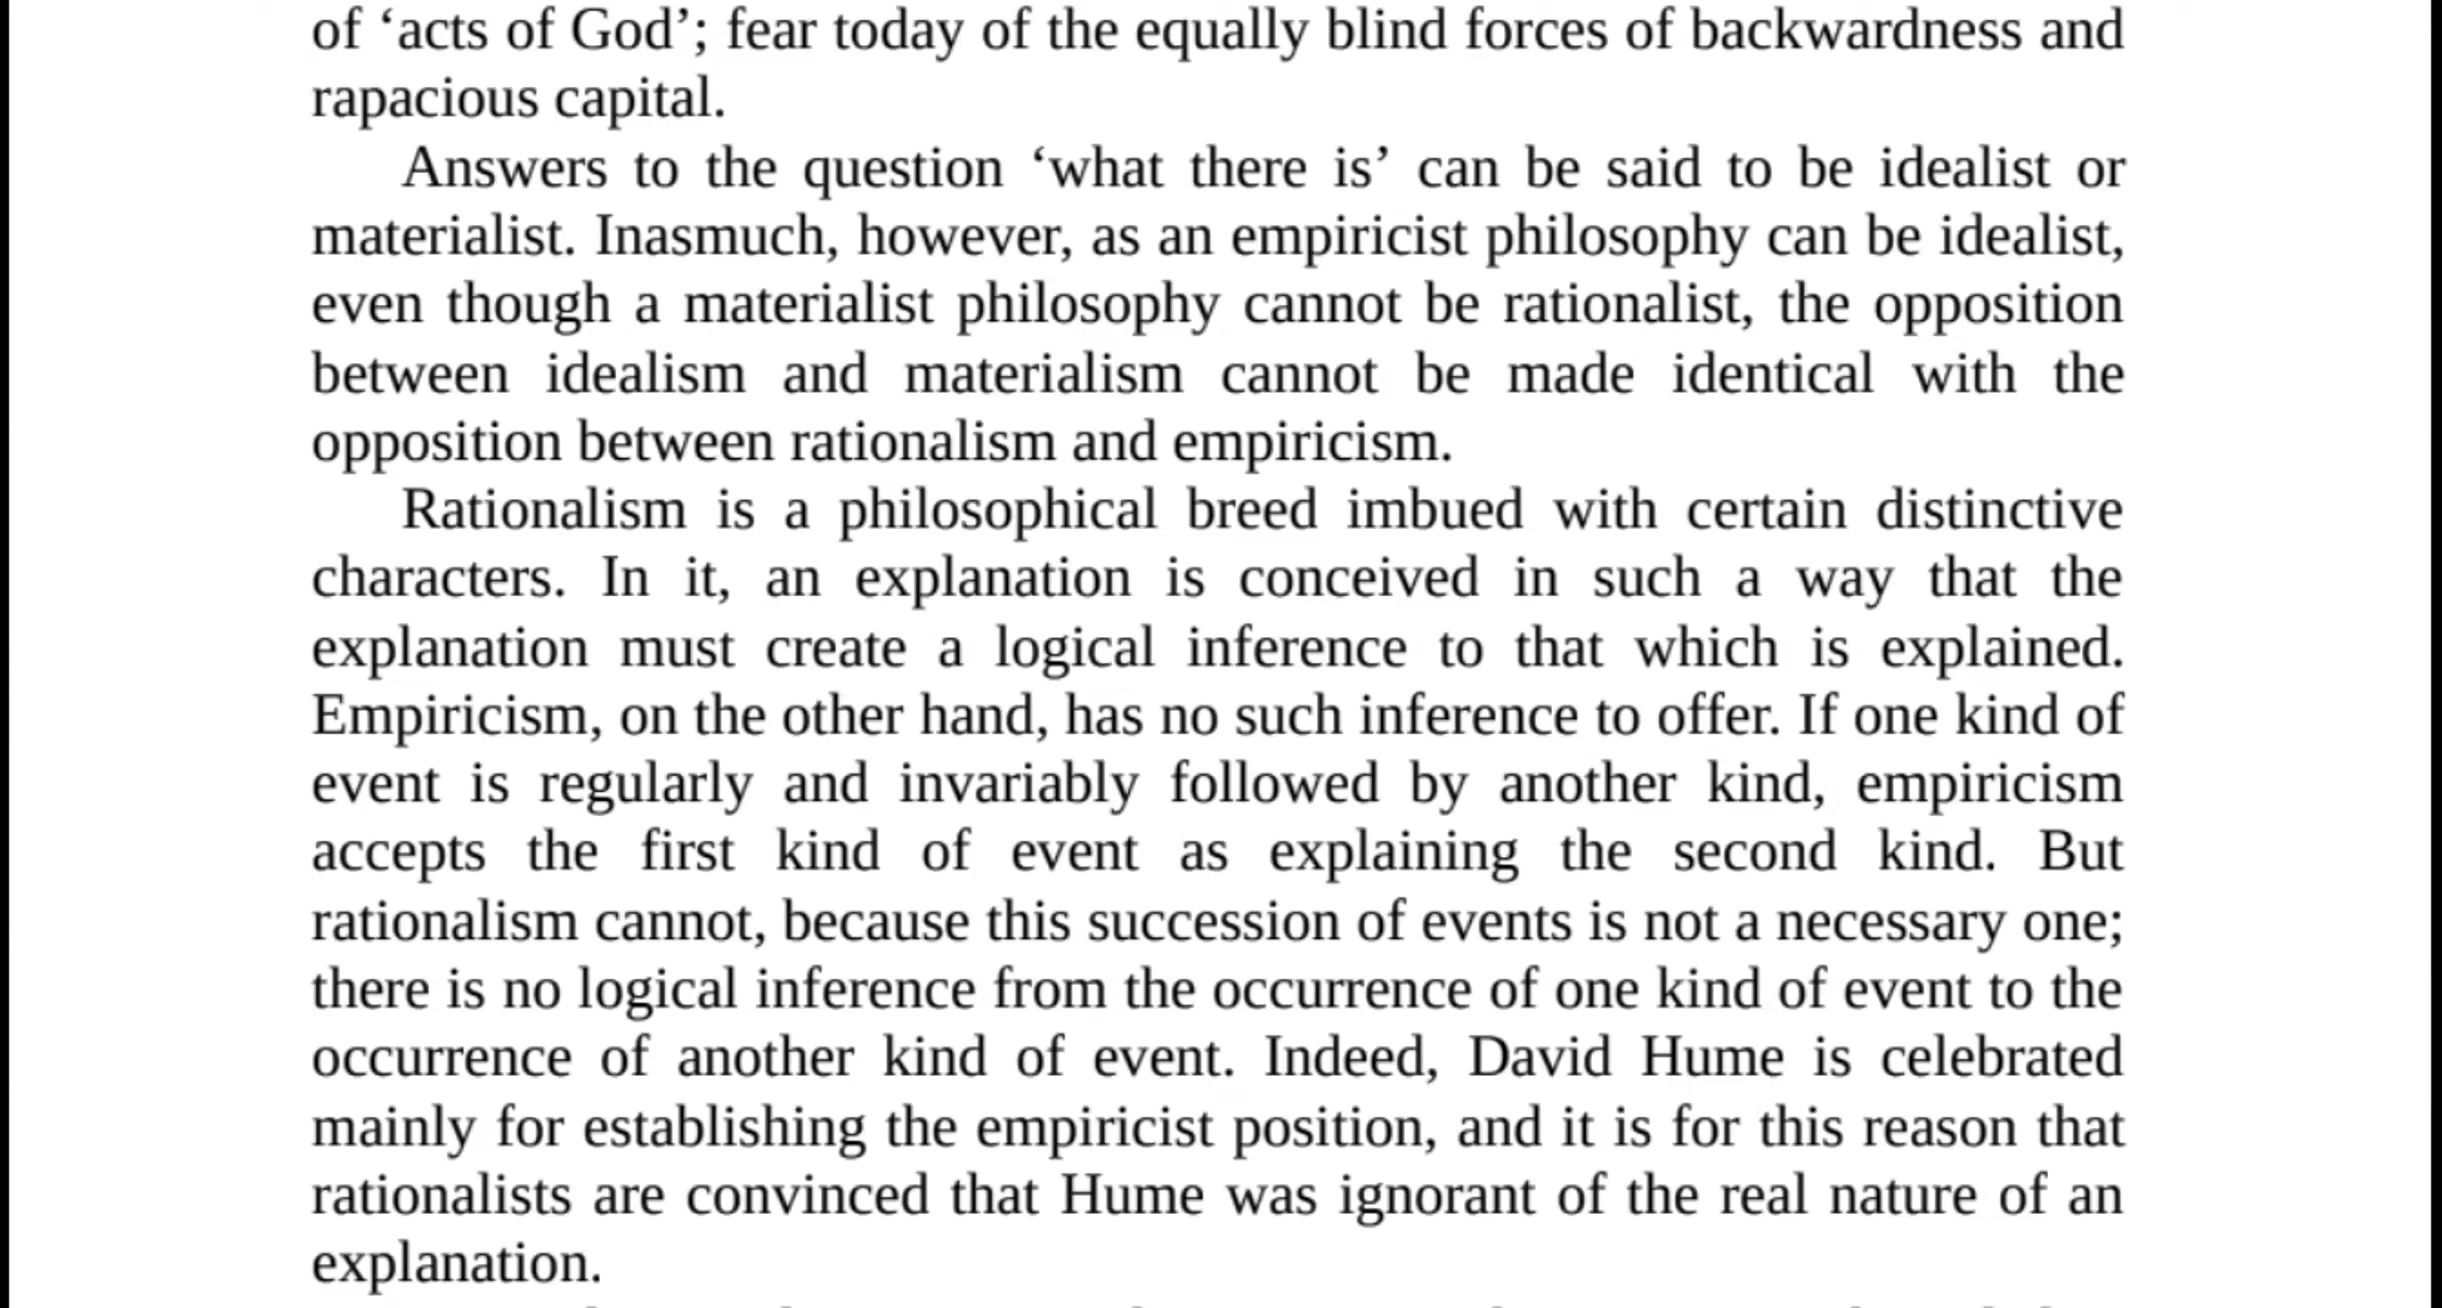 of ‘acts of God’; fear today of the equally blind forces of backwardness and
rapacious capital.
Answers to the question ‘what there is’ can be said to be idealist or
materialist. Inasmuch, however, as an empiricist philosophy can be idealist,
even though a materialist philosophy cannot be rationalist, the opposition
between idealism and materialism cannot be made identical with the
opposition between rationalism and empiricism.
Rationalism is a philosophical breed imbued with certain distinctive
characters. In it, an explanation is conceived in such a way that the
explanation must create a logical inference to that which is explained.
Empiricism, on the other hand, has no such inference to offer. If one kind of
event is regularly and invariably followed by another kind, empiricism
accepts the first kind of event as explaining the second kind. But
rationalism cannot, because this succession of events is not a necessary one;
there is no logical inference from the occurrence of one kind of event to the
occurrence of another kind of event. Indeed, David Hume is celebrated
mainly for establishing the empiricist position, and it is for this reason that
rationalists are convinced that Hume was ignorant of the real nature of an
explanation.